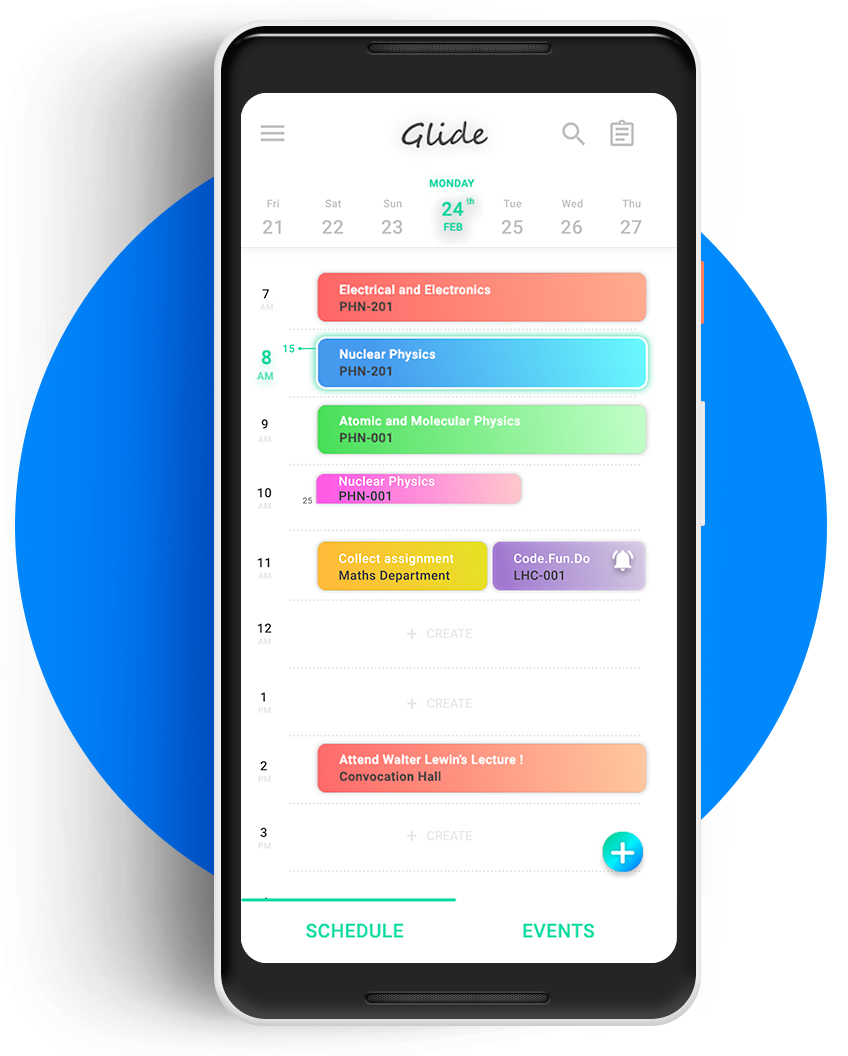 Glide
MONDAY
Fri Sat Sun 24th Tue Wed Thu
21 22 23 FEB 25 26 27
7 AM
Electrical and Electronics
PHN-201
8 AM
15
Nuclear Physics
PHN-201
9 AM
Atomic and Molecular Physics
PHN-001
10 AM
25
Nuclear Physics
PHN-001
11 AM
Collect assignment
Maths Department
Code.Fun.Do
LHC-001
12 AM
+ CREATE
1 PM
+ CREATE
2 PM
Attend Walter Lewin's Lecture !
Convocation Hall
3 PM
+ CREATE
SCHEDULE EVENTS